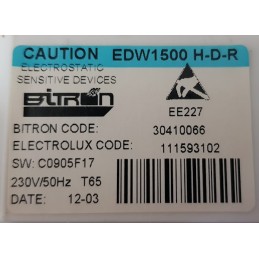 CAUTION EDW1500 H-D-R
ELECTROSTATIC
SENSITIVE DEVICES
BITRON
EE227
BITRON CODE: 30410066
ELECTROLUX CODE: 111593102
SW: C0905F17
230V/50Hz T65
DATE: 12-03